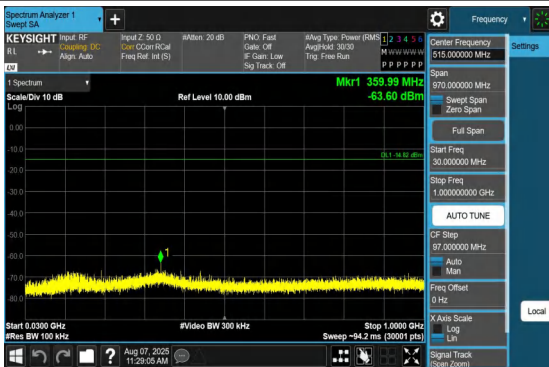 Spectrum Analyzer 1
Swept SA
+
Frequency
KEYSIGHT
Input: RF
Coupling: DC
Align: Auto
Input Z: 50 Ω
Corr CCorr RCal
Freq Ref: Int (S)
#Atten: 20 dB
PNO: Fast
Gate: Off
IF Gain: Low
Sig Track: Off
#Avg Type: Power (RMS
Avg|Hold: 30/30
Trig: Free Run
1 2 3 4 5 6
M W W W W W
P P P P P P
RL
LXI
1 Spectrum
Scale/Div 10 dB
Log
Ref Level 10.00 dBm
Mkr1 359.99 MHz
-63.60 dBm
DL1 -14.82 dBm
0.00
-10.0
-20.0
-30.0
-40.0
-50.0
-60.0
-70.0
-80.0
1
Start 0.0300 GHz
#Res BW 100 kHz
#Video BW 300 kHz
Stop 1.0000 GHz
Sweep ~94.2 ms (30001 pts)
Aug 07, 2025
11:29:05 AM
Center Frequency
515.000000 MHz
Settings
Span
970.000000 MHz
Swept Span
Zero Span
Full Span
Start Freq
30.000000 MHz
Stop Freq
1.000000000 GHz
AUTO TUNE
CF Step
97.000000 MHz
Auto
Man
Freq Offset
0 Hz
X Axis Scale
Log
Lin
Local
Signal Track
(Span Zoom)